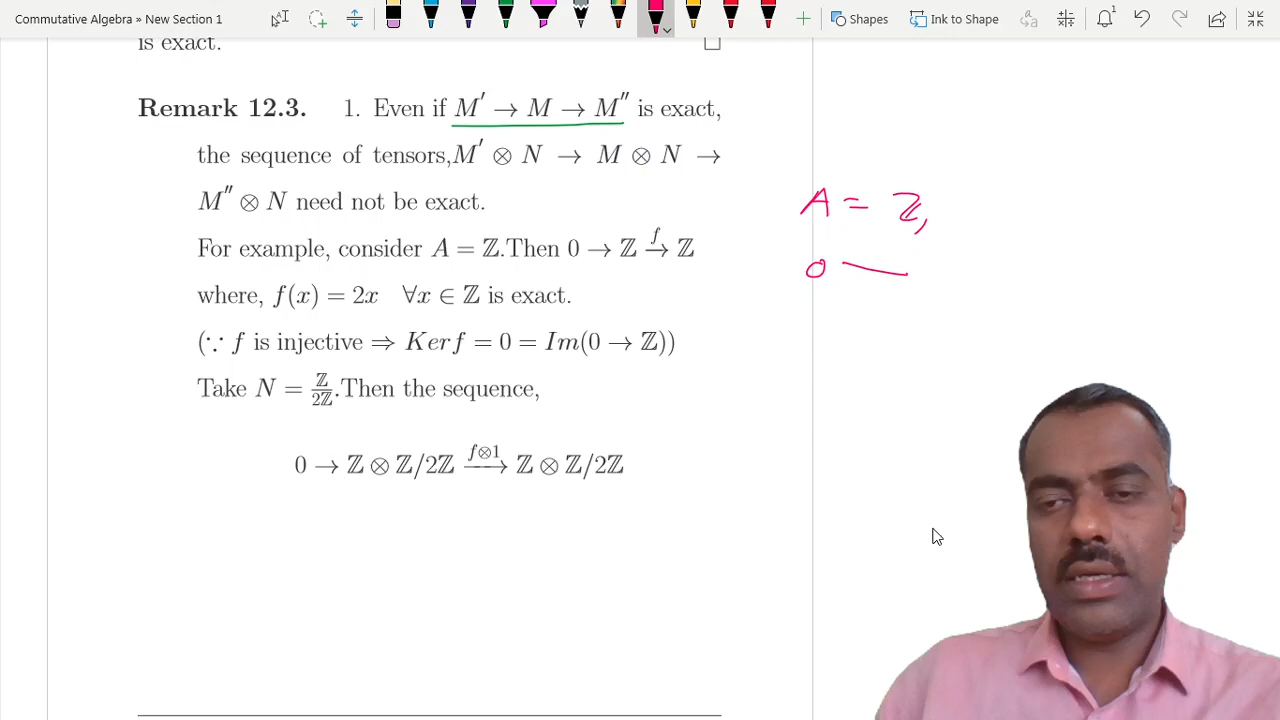 Commutative Algebra » New Section 1
Shapes
Ink to Shape
is exact. □
Remark 12.3. 1. Even if M′ → M → M″ is exact,
the sequence of tensors,M′ ⊗ N → M ⊗ N →
M″ ⊗ N need not be exact.
For example, consider A = ℤ.Then 0 → ℤ →^f ℤ
where, f(x) = 2x ∀x ∈ ℤ is exact.
(∵ f is injective ⇒ Kerf = 0 = Im(0 → ℤ))
Take N = ℤ/2ℤ.Then the sequence,
0 → ℤ ⊗ ℤ/2ℤ →^{f⊗1} ℤ ⊗ ℤ/2ℤ
A = ℤ,
0 —